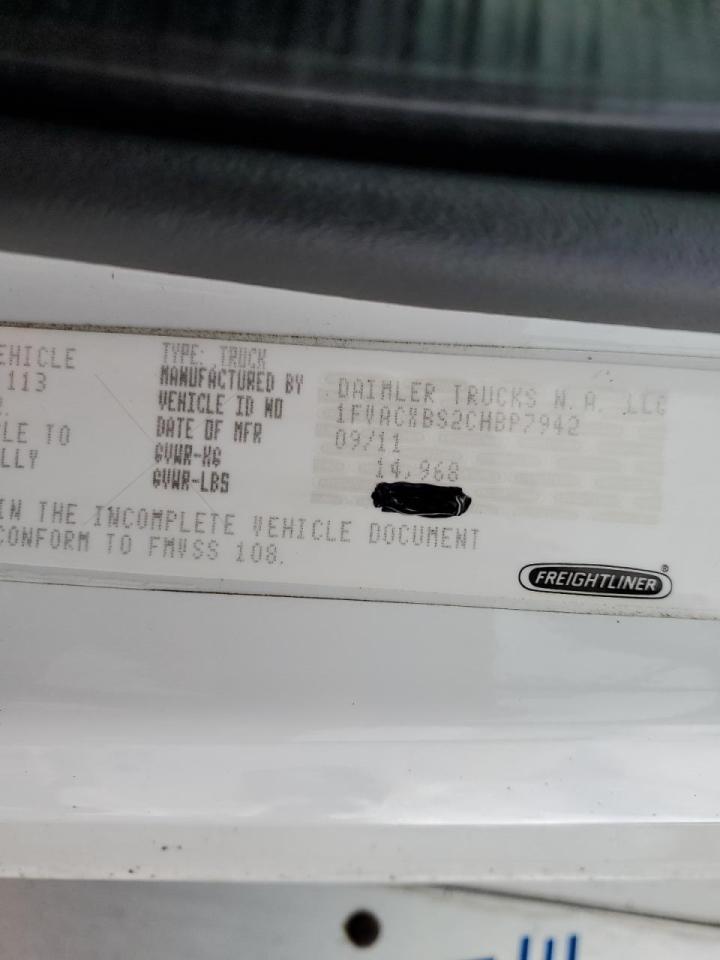 EHICLE
113
LE TO
LLY
TYPE: TRUCK
MANUFACTURED BY DAIMLER TRUCKS N.A. LLC
VEHICLE ID NO 1FVACXBS2CHBP7942
DATE OF MFR 09/11
GVWR-KG 14,968
GVWR-LBS
IN THE INCOMPLETE VEHICLE DOCUMENT
CONFORM TO FMVSS 108.
FREIGHTLINER®